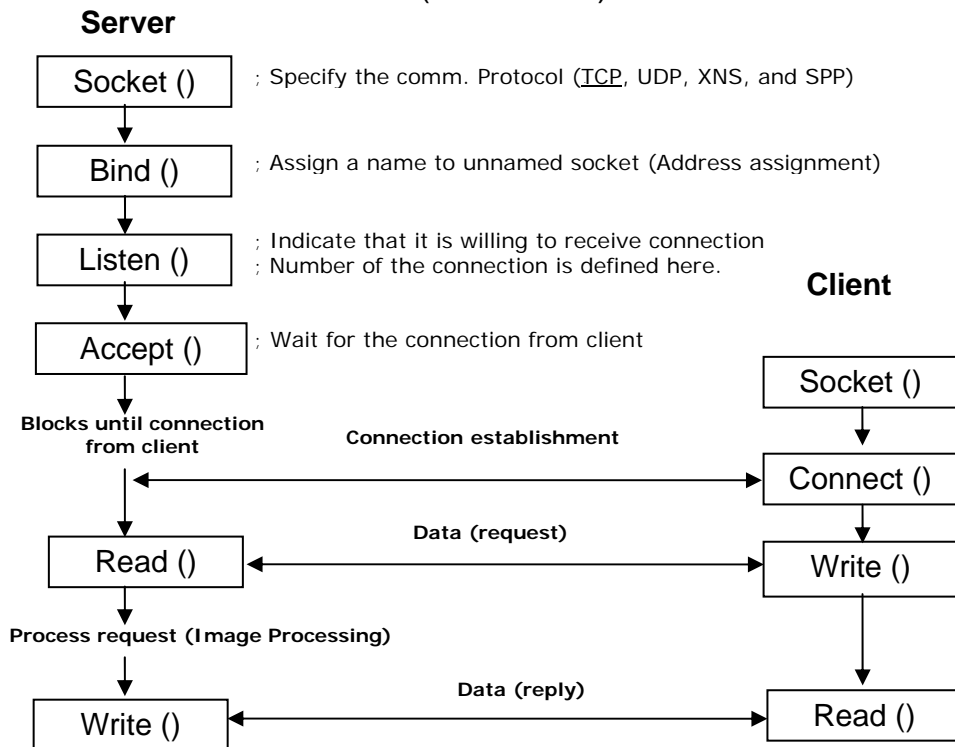 Server
Socket ()
; Specify the comm. Protocol (TCP, UDP, XNS, and SPP)
Bind ()
; Assign a name to unnamed socket (Address assignment)
Listen ()
; Indicate that it is willing to receive connection
; Number of the connection is defined here.
Client
Accept ()
; Wait for the connection from client
Socket ()
Blocks until connection
from client
Connection establishment
Connect ()
Data (request)
Read ()
Write ()
Process request (Image Processing)
Data (reply)
Write ()
Read ()